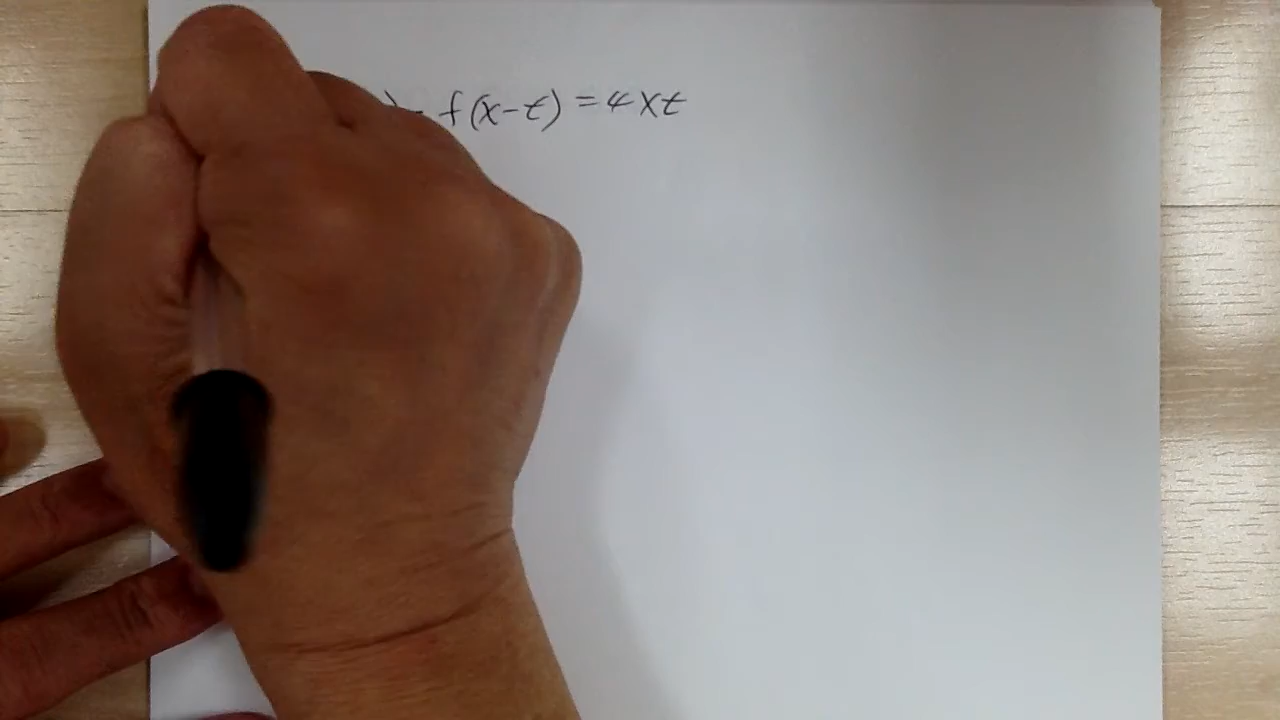 ) - f(x-t) = 4xt